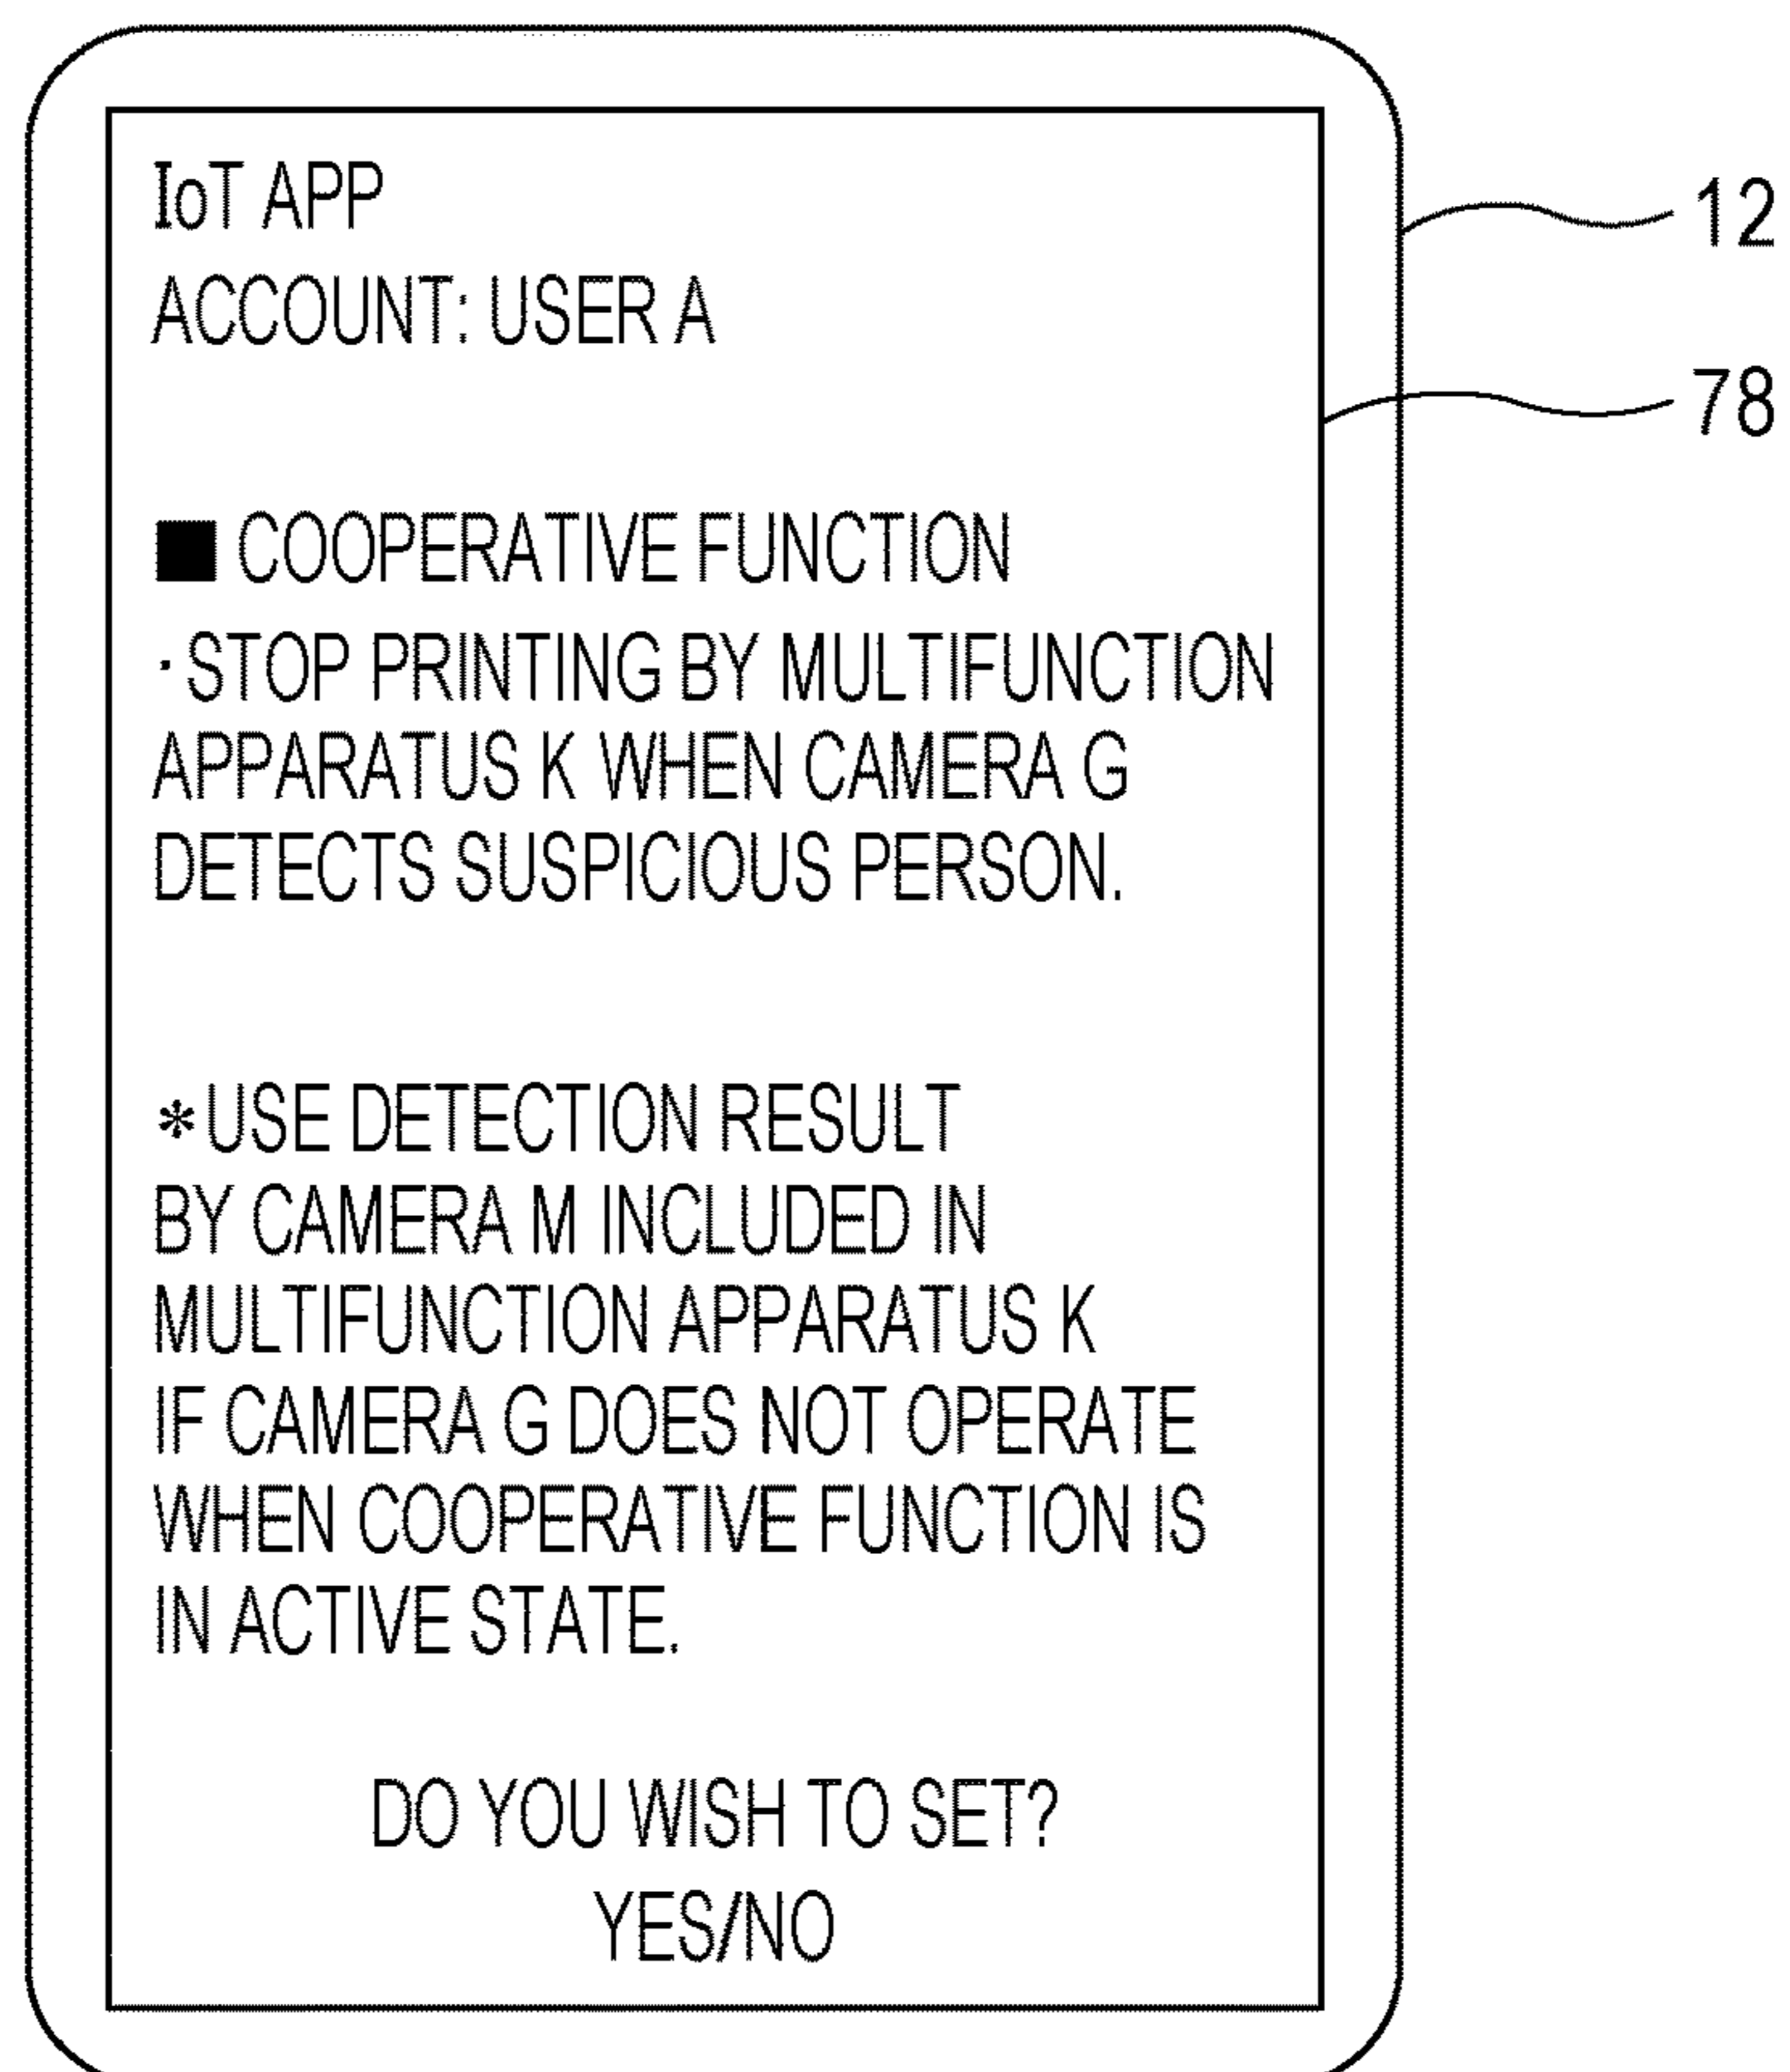 IoT APP
ACCOUNT: USER A
■ COOPERATIVE FUNCTION
·STOP PRINTING BY MULTIFUNCTION
APPARATUS K WHEN CAMERA G
DETECTS SUSPICIOUS PERSON.
*USE DETECTION RESULT
BY CAMERA M INCLUDED IN
MULTIFUNCTION APPARATUS K
IF CAMERA G DOES NOT OPERATE
WHEN COOPERATIVE FUNCTION IS
IN ACTIVE STATE.
DO YOU WISH TO SET?
YES/NO
12
78